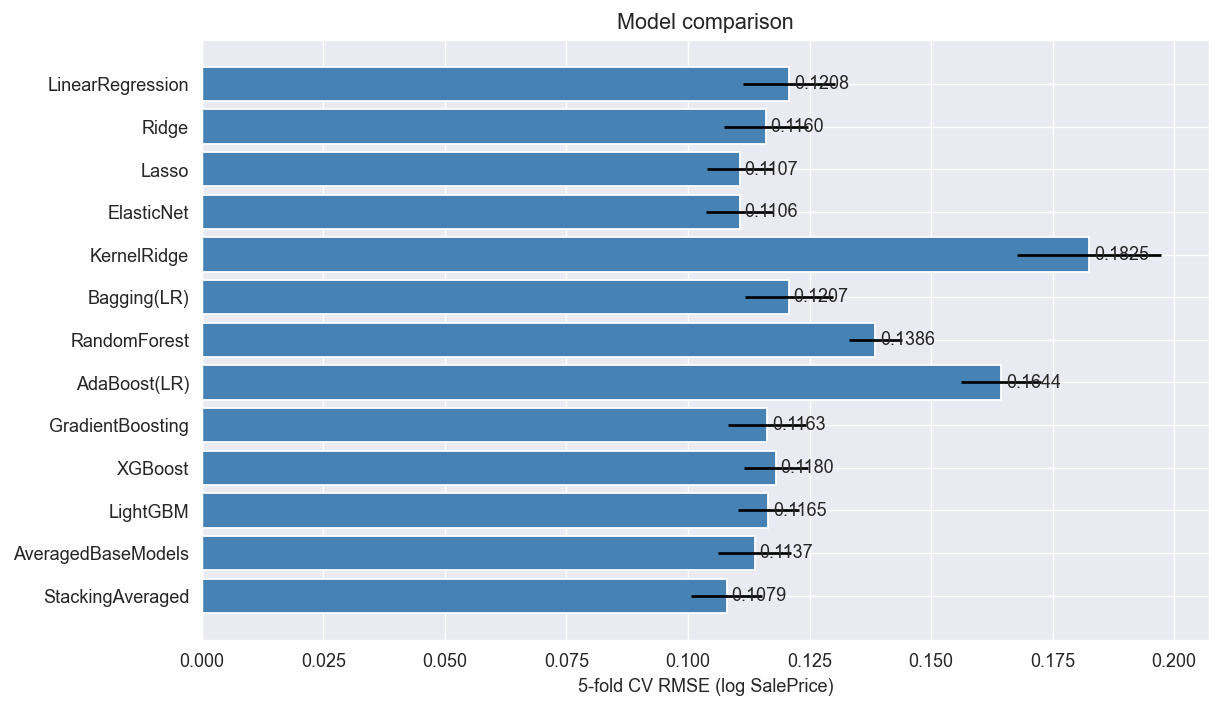 Model comparison
LinearRegression 0.1208
Ridge 0.1160
Lasso 0.1107
ElasticNet 0.1106
KernelRidge 0.1825
Bagging(LR) 0.1207
RandomForest 0.1386
AdaBoost(LR) 0.1644
GradientBoosting 0.1163
XGBoost 0.1180
LightGBM 0.1165
AveragedBaseModels 0.1137
StackingAveraged 0.1079
0.000 0.025 0.050 0.075 0.100 0.125 0.150 0.175 0.200
5-fold CV RMSE (log SalePrice)